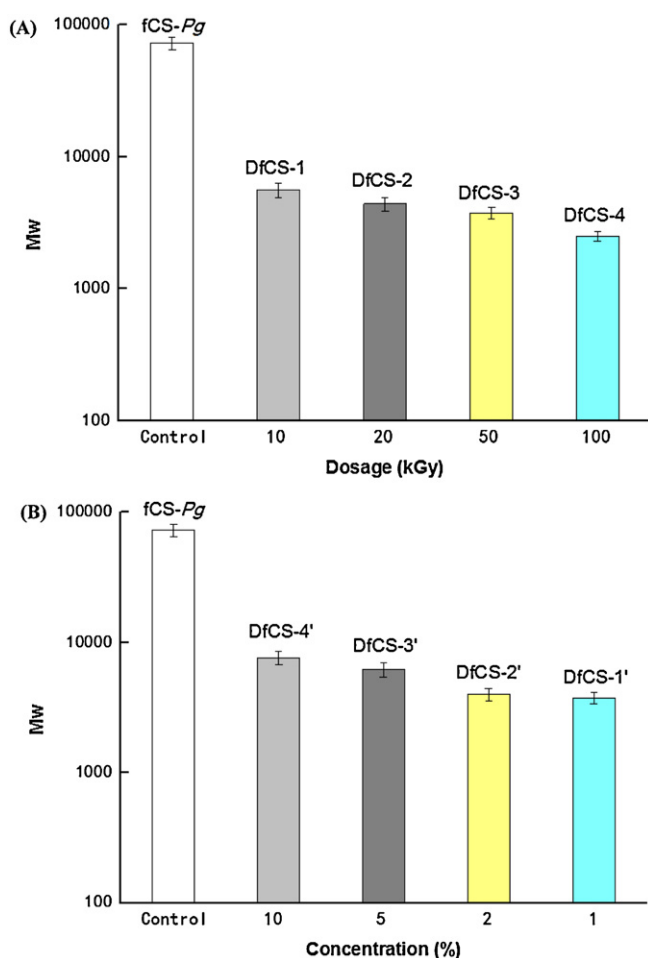 (A)
100000
fCS-Pg
10000
DfCS-1
DfCS-2
DfCS-3
DfCS-4
Mw
1000
100
Control 10 20 50 100
Dosage (kGy)
(B)
100000
fCS-Pg
10000
DfCS-4'
DfCS-3'
DfCS-2'
DfCS-1'
Mw
1000
100
Control 10 5 2 1
Concentration (%)